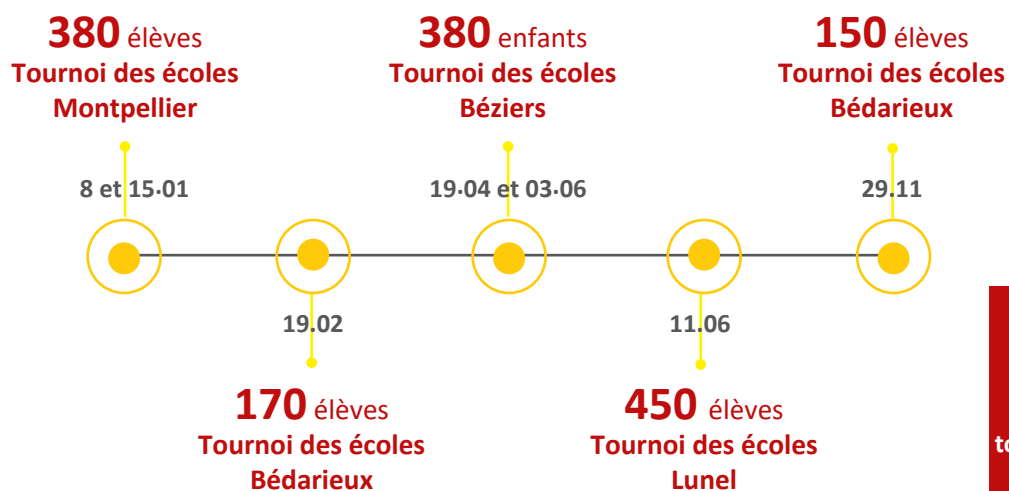 380 élèves
Tournoi des écoles
Montpellier
8 et 15.01
19.02
170 élèves
Tournoi des écoles
Bédarieux
380 enfants
Tournoi des écoles
Béziers
19.04 et 03.06
11.06
450 élèves
Tournoi des écoles
Lunel
150 élèves
Tournoi des écoles
Bédarieux
29.11